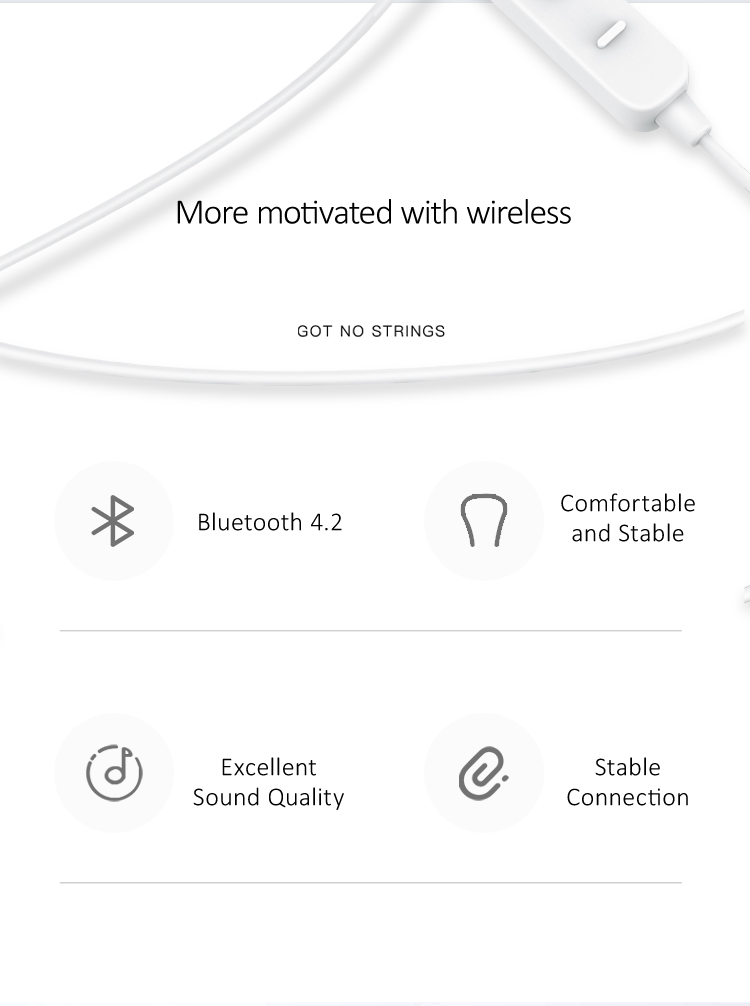 More motivated with wireless
GOT NO STRINGS
Bluetooth 4.2
Comfortable
and Stable
Excellent
Sound Quality
Stable
Connection